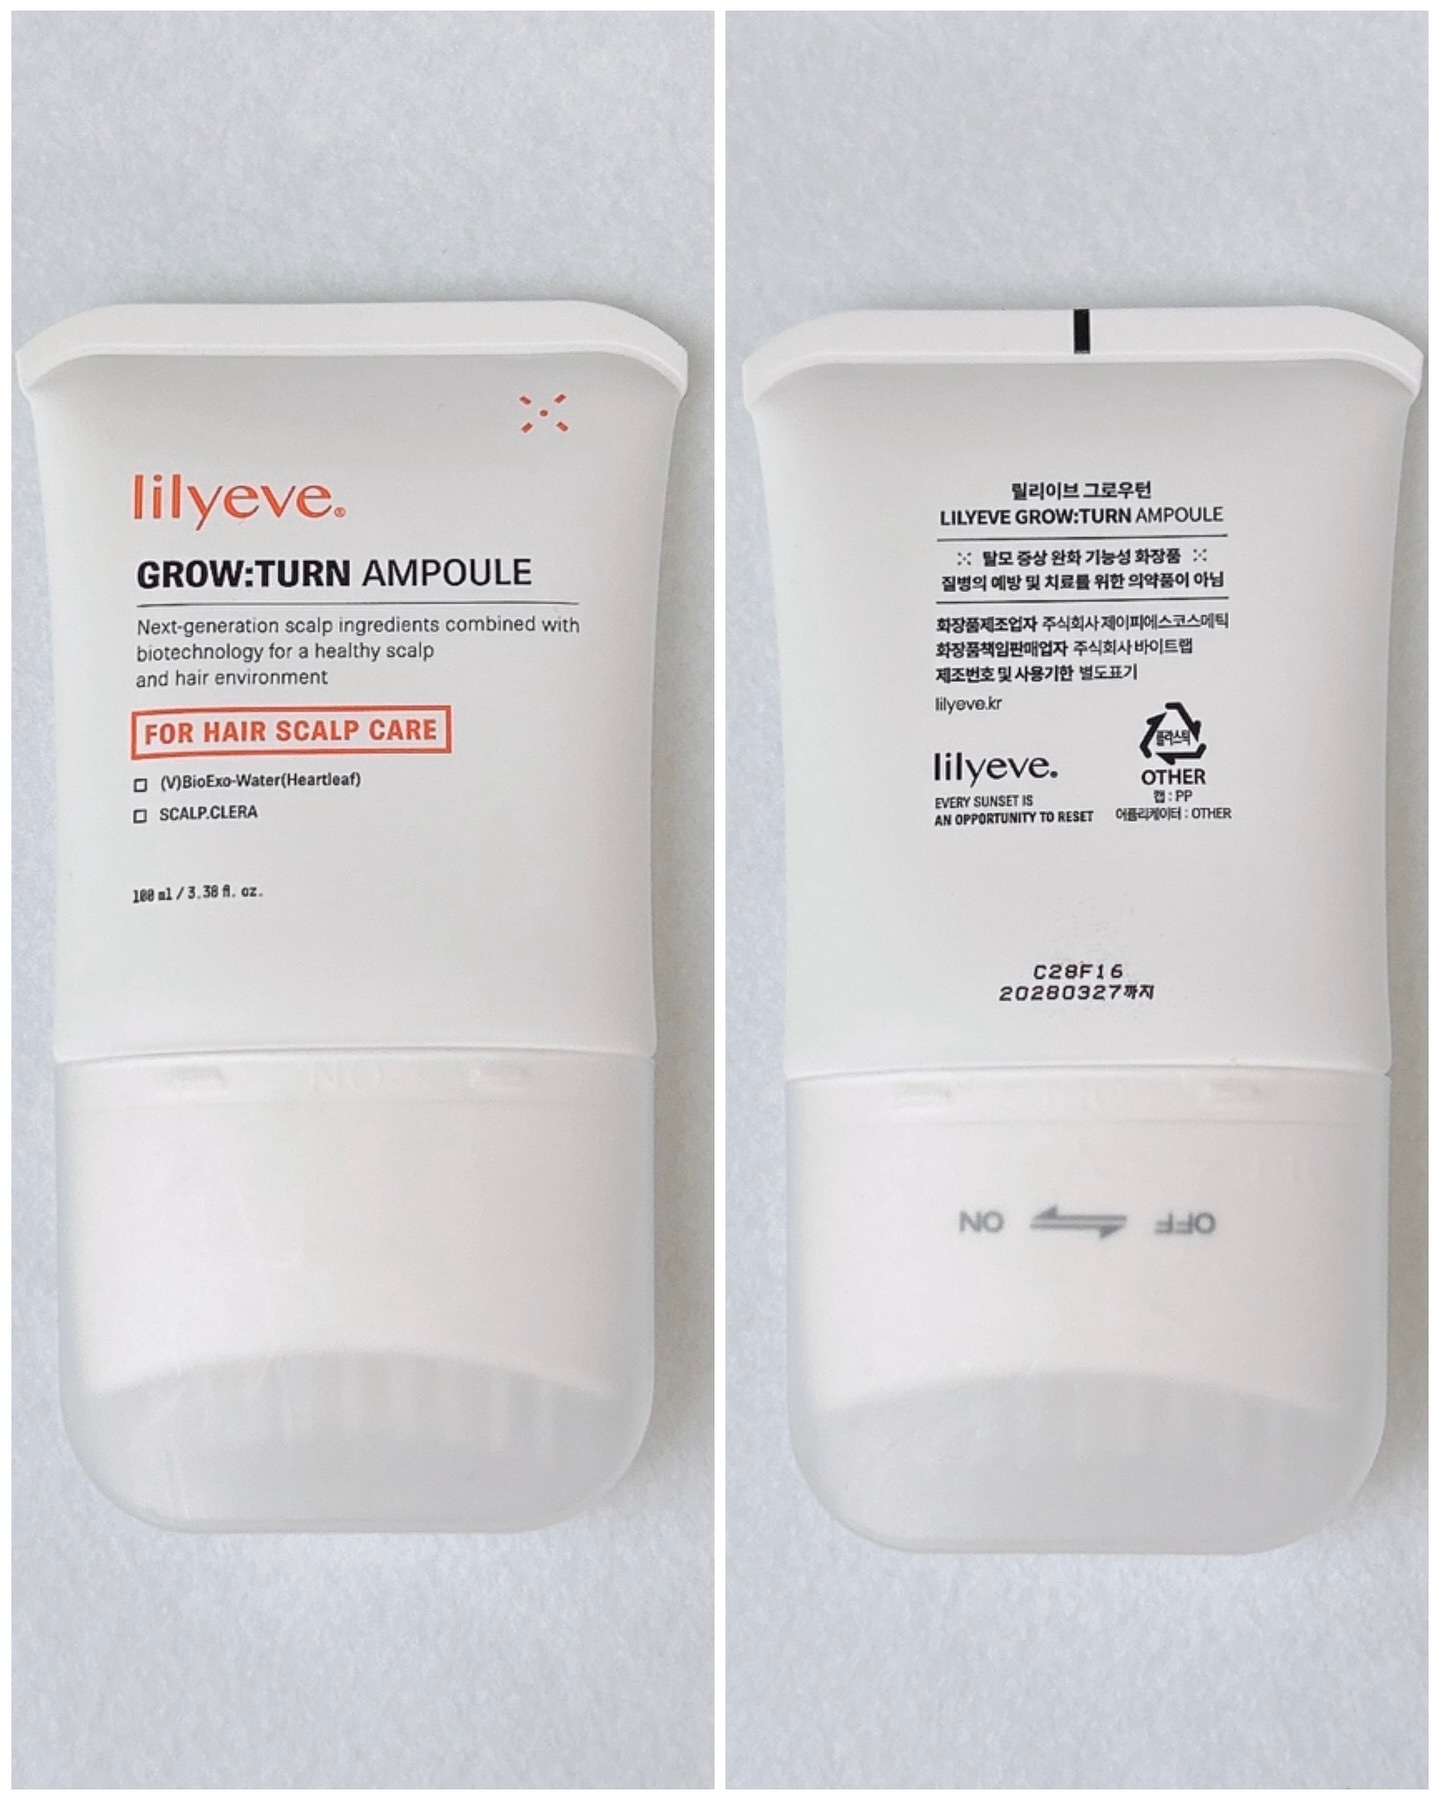 lilyeve.®
GROW:TURN AMPOULE
Next-generation scalp ingredients combined with
biotechnology for a healthy scalp
and hair environment
FOR HAIR SCALP CARE
(V)BioExo-Water(Heartleaf)
SCALP.CLERA
100 ml / 3.38 fl. oz.
ON
릴리이브 그로우턴
LILYEVE GROW:TURN AMPOULE
탈모 증상 완화 기능성 화장품
질병의 예방 및 치료를 위한 의약품이 아님
화장품제조업자 주식회사 제이피에스코스메틱
화장품책임판매업자 주식회사 바이트랩
제조번호 및 사용기한 별도표기
lilyeve.kr
플라스틱
OTHER
캡 : PP
어플리케이터 : OTHER
lilyeve.
EVERY SUNSET IS
AN OPPORTUNITY TO RESET
C28F16
20280327까지
OFF ON